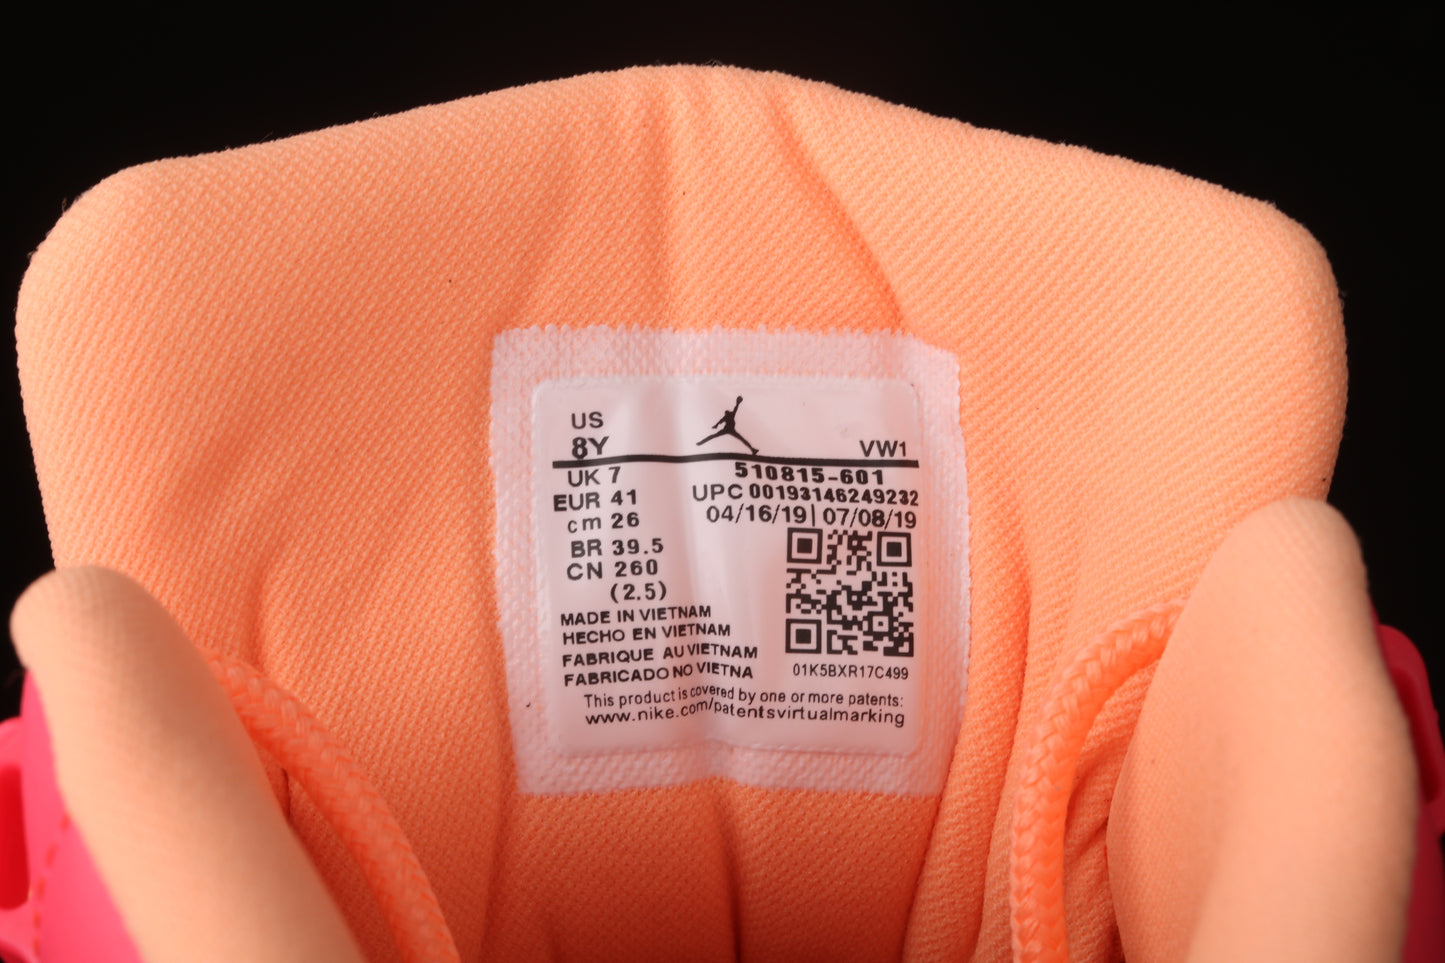 US
8Y
VW1
UK 7
510815-601
EUR 41
UPC 00193146249232
cm 26
04/16/19| 07/08/19
BR 39.5
CN 260
(2.5)
MADE IN VIETNAM
HECHO EN VIETNAM
FABRIQUE AU VIETNAM
FABRICADO NO VIETNA
01K5BXR17C499
This product is covered by one or more patents:
www.nike.com/patentsvirtualmarking